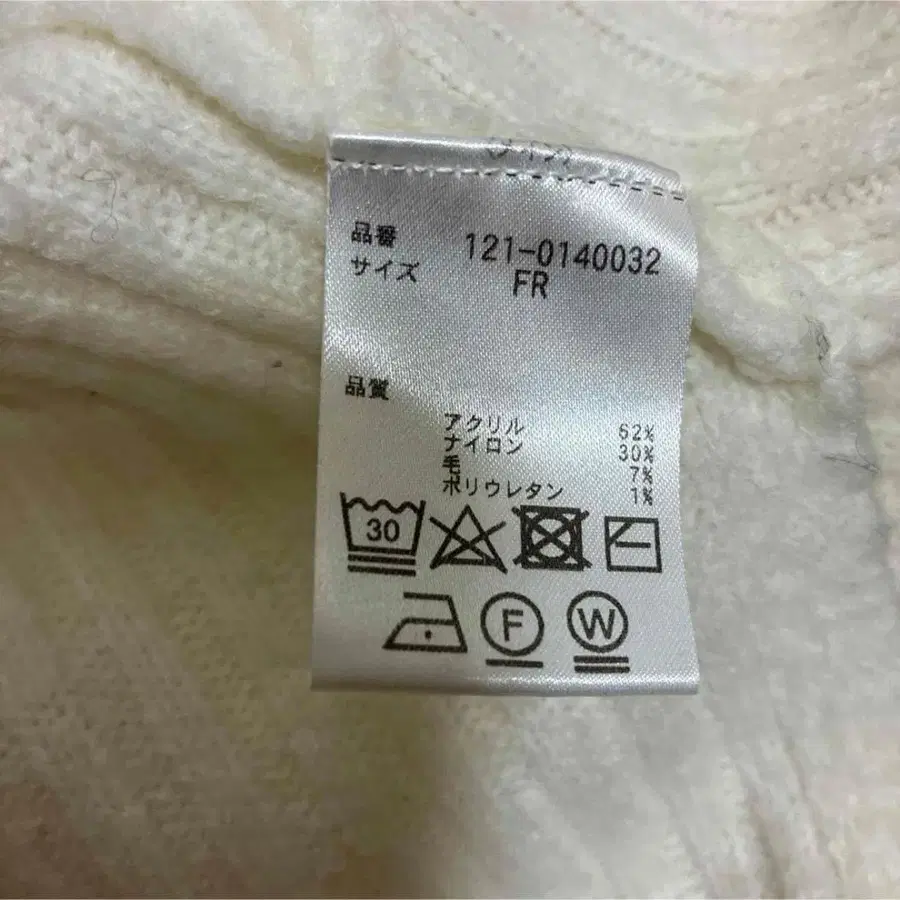 品番 121-0140032
サイズ FR
品質
アクリル 62%
ナイロン 30%
毛 7%
ポリウレタン 1%
30
F
W